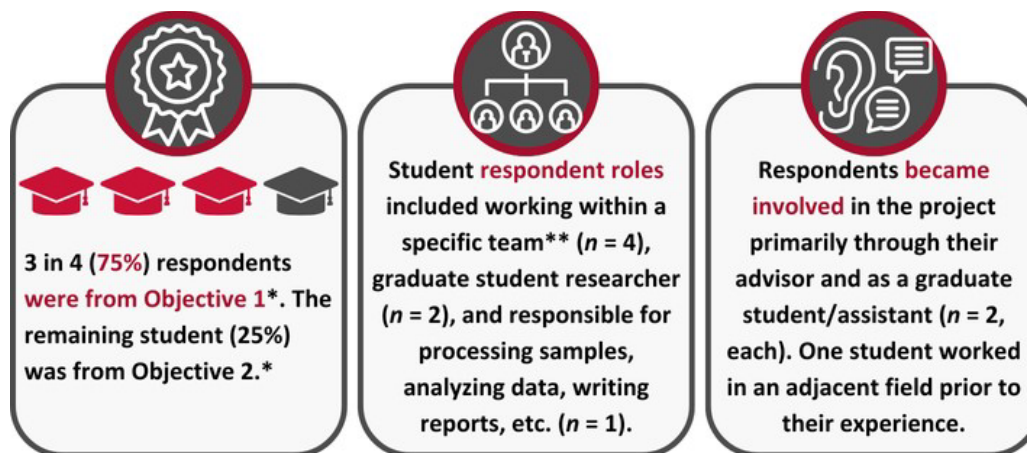 3 in 4 (75%) respondents
were from Objective 1*. The
remaining student (25%)
was from Objective 2.*
Student respondent roles
included working within a
specific team** (n = 4),
graduate student researcher
(n = 2), and responsible for
processing samples,
analyzing data, writing
reports, etc. (n = 1).
Respondents became
involved in the project
primarily through their
advisor and as a graduate
student/assistant (n = 2,
each). One student worked
in an adjacent field prior to
their experience.